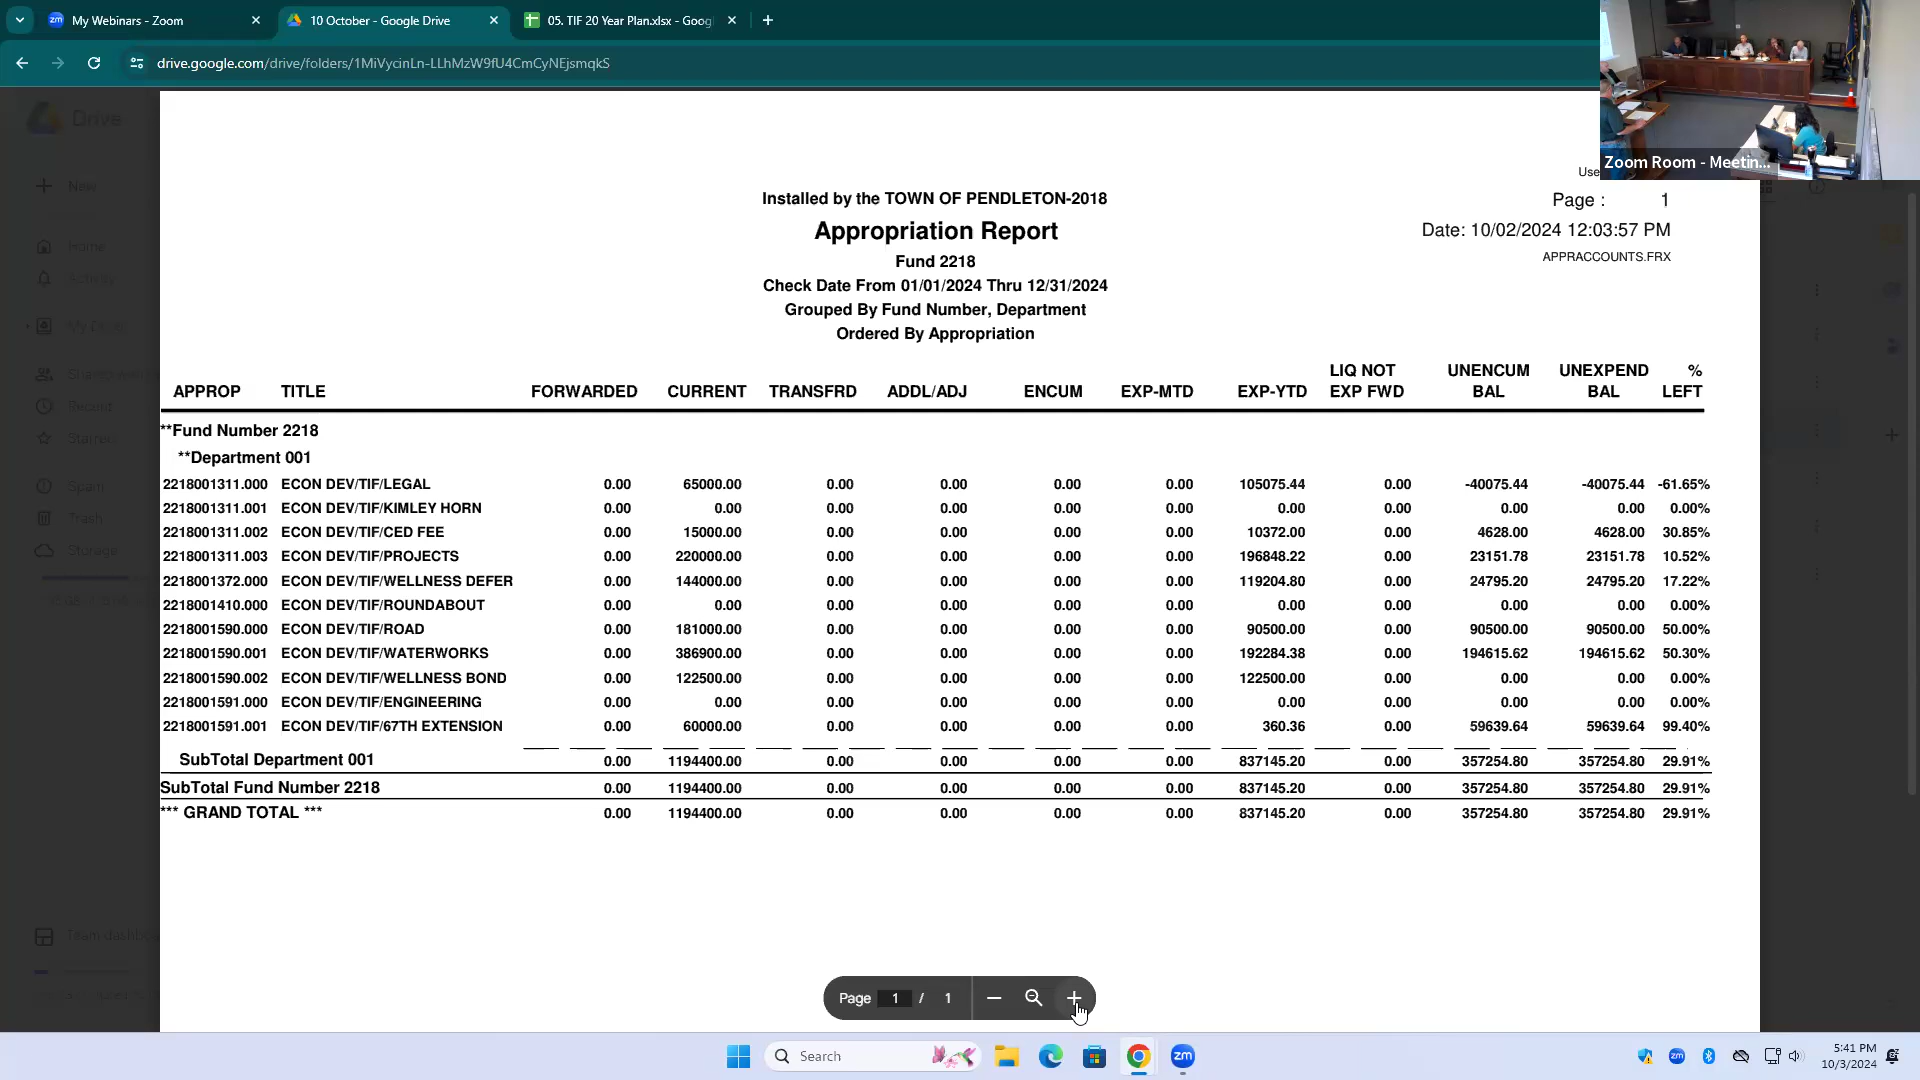 My Webinars - Zoom
10 October - Google Drive
05. TIF 20 Year Plan.xlsx - Goog
drive.google.com/drive/folders/1MiVycinLn-LLhMzW9fU4CmCyNEjsmqkS
Drive
New
Home
Activity
My Drive
Recent
Starred
Spam
Trash
Storage
Zoom Room - Meetin...
Use
Installed by the TOWN OF PENDLETON-2018
Page : 1
Appropriation Report
Date: 10/02/2024 12:03:57 PM
Fund 2218
APPRACCOUNTS.FRX
Check Date From 01/01/2024 Thru 12/31/2024
Grouped By Fund Number, Department
Ordered By Appropriation
LIQ NOT UNENCUM UNEXPEND %
APPROP TITLE FORWARDED CURRENT TRANSFRD ADDL/ADJ ENCUM EXP-MTD EXP-YTD EXP FWD BAL BAL LEFT
**Fund Number 2218
**Department 001
2218001311.000 ECON DEV/TIF/LEGAL 0.00 65000.00 0.00 0.00 0.00 0.00 105075.44 0.00 -40075.44 -40075.44 -61.65%
2218001311.001 ECON DEV/TIF/KIMLEY HORN 0.00 0.00 0.00 0.00 0.00 0.00 0.00 0.00 0.00 0.00 0.00%
2218001311.002 ECON DEV/TIF/CED FEE 0.00 15000.00 0.00 0.00 0.00 0.00 10372.00 0.00 4628.00 4628.00 30.85%
2218001311.003 ECON DEV/TIF/PROJECTS 0.00 220000.00 0.00 0.00 0.00 0.00 196848.22 0.00 23151.78 23151.78 10.52%
2218001372.000 ECON DEV/TIF/WELLNESS DEFER 0.00 144000.00 0.00 0.00 0.00 0.00 119204.80 0.00 24795.20 24795.20 17.22%
2218001410.000 ECON DEV/TIF/ROUNDABOUT 0.00 0.00 0.00 0.00 0.00 0.00 0.00 0.00 0.00 0.00 0.00%
2218001590.000 ECON DEV/TIF/ROAD 0.00 181000.00 0.00 0.00 0.00 0.00 90500.00 0.00 90500.00 90500.00 50.00%
2218001590.001 ECON DEV/TIF/WATERWORKS 0.00 386900.00 0.00 0.00 0.00 0.00 192284.38 0.00 194615.62 194615.62 50.30%
2218001590.002 ECON DEV/TIF/WELLNESS BOND 0.00 122500.00 0.00 0.00 0.00 0.00 122500.00 0.00 0.00 0.00 0.00%
2218001591.000 ECON DEV/TIF/ENGINEERING 0.00 0.00 0.00 0.00 0.00 0.00 0.00 0.00 0.00 0.00 0.00%
2218001591.001 ECON DEV/TIF/67TH EXTENSION 0.00 60000.00 0.00 0.00 0.00 0.00 360.36 0.00 59639.64 59639.64 99.40%
SubTotal Department 001 0.00 1194400.00 0.00 0.00 0.00 0.00 837145.20 0.00 357254.80 357254.80 29.91%
SubTotal Fund Number 2218 0.00 1194400.00 0.00 0.00 0.00 0.00 837145.20 0.00 357254.80 357254.80 29.91%
*** GRAND TOTAL *** 0.00 1194400.00 0.00 0.00 0.00 0.00 837145.20 0.00 357254.80 357254.80 29.91%
Page 1 / 1
Search
5:41 PM
10/3/2024